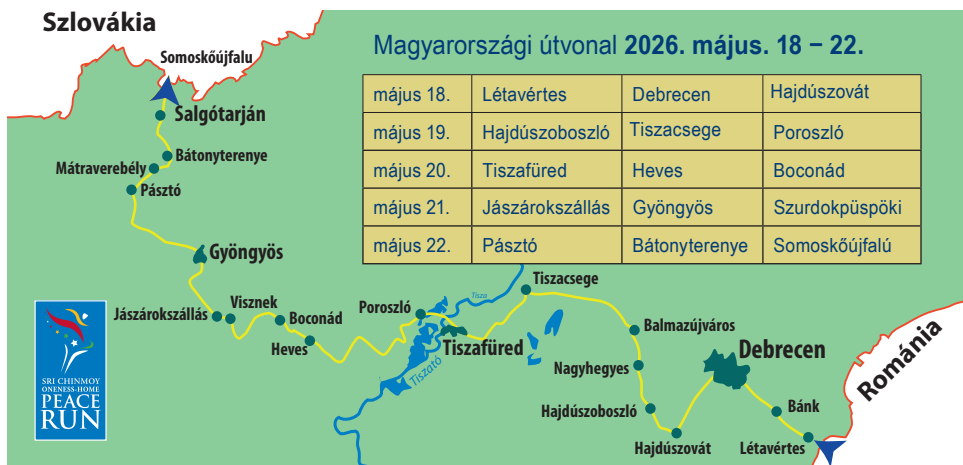 Szlovákia
Somoskőújfalu
Magyarországi útvonal 2026. május. 18 – 22.
május 18. Létavértes Debrecen Hajdúszovát
május 19. Hajdúszoboszló Tiszacsege Poroszló
május 20. Tiszafüred Heves Boconád
május 21. Jászárokszállás Gyöngyös Szurdokpüspöki
május 22. Pásztó Bátonyterenye Somoskőújfalú
Salgótarján
Bátonyterenye
Mátraverebély
Pásztó
Gyöngyös
Jászárokszállás
Visznek
Boconád
Heves
Poroszló
Tisza
Tiszacsege
Tiszafüred
Tiszató
Balmazújváros
Nagyhegyes
Debrecen
Románia
Hajdúszoboszló
Bánk
Hajdúszovát
Létavértes
SRI CHINMOY
ONENESS-HOME
PEACE
RUN